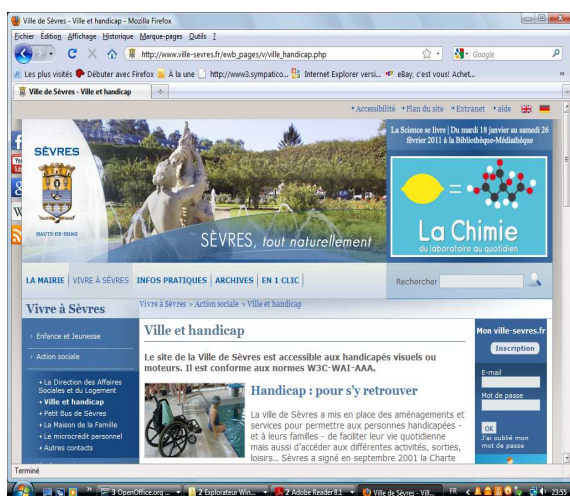 Ville de Sèvres - Ville et handicap - Mozilla Firefox
Fichier Édition Affichage Historique Marque-pages Outils ?
http://www.ville-sevres.fr/ewb_pages/v/ville_handicap.php
Google
Les plus visités Débuter avec Firefox À la une http://www3.sympatico... Internet Explorer versi... eBay, c'est vous! Achet... »
Ville de Sèvres - Ville et handicap
Accessibilité Plan du site Extranet aide
La Science se livre | Du mardi 18 janvier au samedi 26
février 2011 à la Bibliothèque-Médiathèque
SÈVRES
HAUTS-DE-SEINE
SÈVRES, tout naturellement
La Chimie
du laboratoire au quotidien
LA MAIRIE | VIVRE À SÈVRES | INFOS PRATIQUES | ARCHIVES | EN 1 CLIC |
Rechercher
Vivre à Sèvres
Vivre à Sèvres > Action sociale > Ville et handicap
› Enfance et Jeunesse
› Action sociale
La Direction des Affaires
Sociales et du Logement
Ville et handicap
Petit Bus de Sèvres
La Maison de la Famille
Le microcrédit personnel
Autres contacts
Ville et handicap
Le site de la Ville de Sèvres est accessible aux handicapés visuels ou
moteurs. Il est conforme aux normes W3C-WAI-AAA.
Handicap : pour s'y retrouver
La ville de Sèvres a mis en place des aménagements et
services pour permettre aux personnes handicapées -
et à leurs familles - de faciliter leur vie quotidienne
mais aussi d'accéder aux différentes activités, sorties,
loisirs... Sèvres a signé en septembre 2001 la Charte
Mon ville-sevres.fr
Inscription
E-mail
Mot de passe
OK
J'ai oublié mon
mot de passe
Terminé
3 OpenOffice.org ...
2 Explorateur Win...
2 Adobe Reader 8.1
Ville de Sèvres - Vill...
FR
23:55